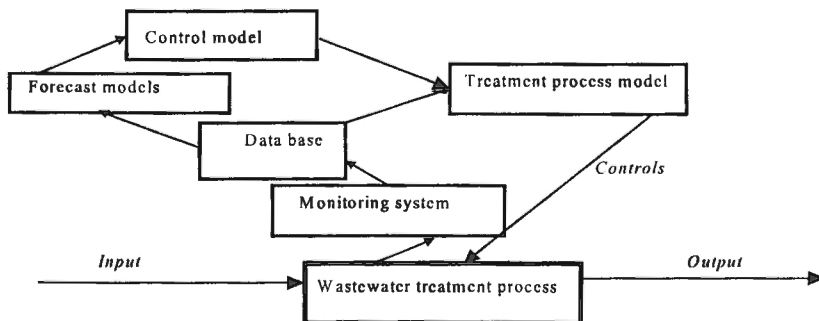 Control model
Forecast models
Treatment process model
Data base
Controls
Monitoring system
Input
Output
Wastewater treatment process